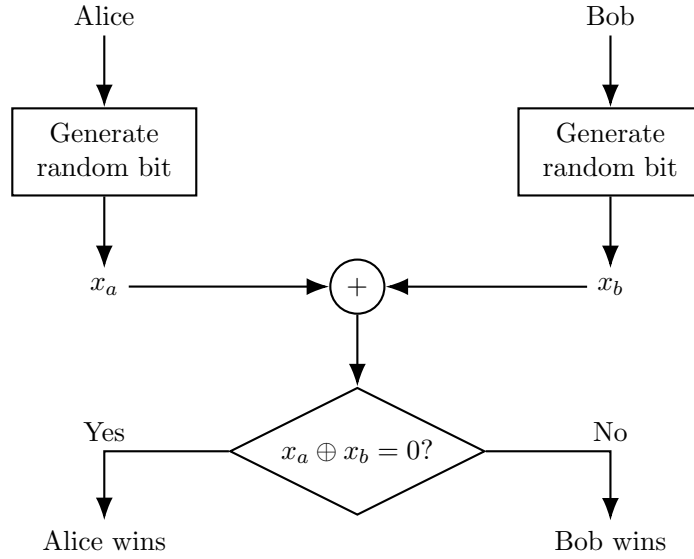 Alice
Bob
Generate
random bit
Generate
random bit
x_a
+
x_b
Yes
x_a ⊕ x_b = 0?
No
Alice wins
Bob wins